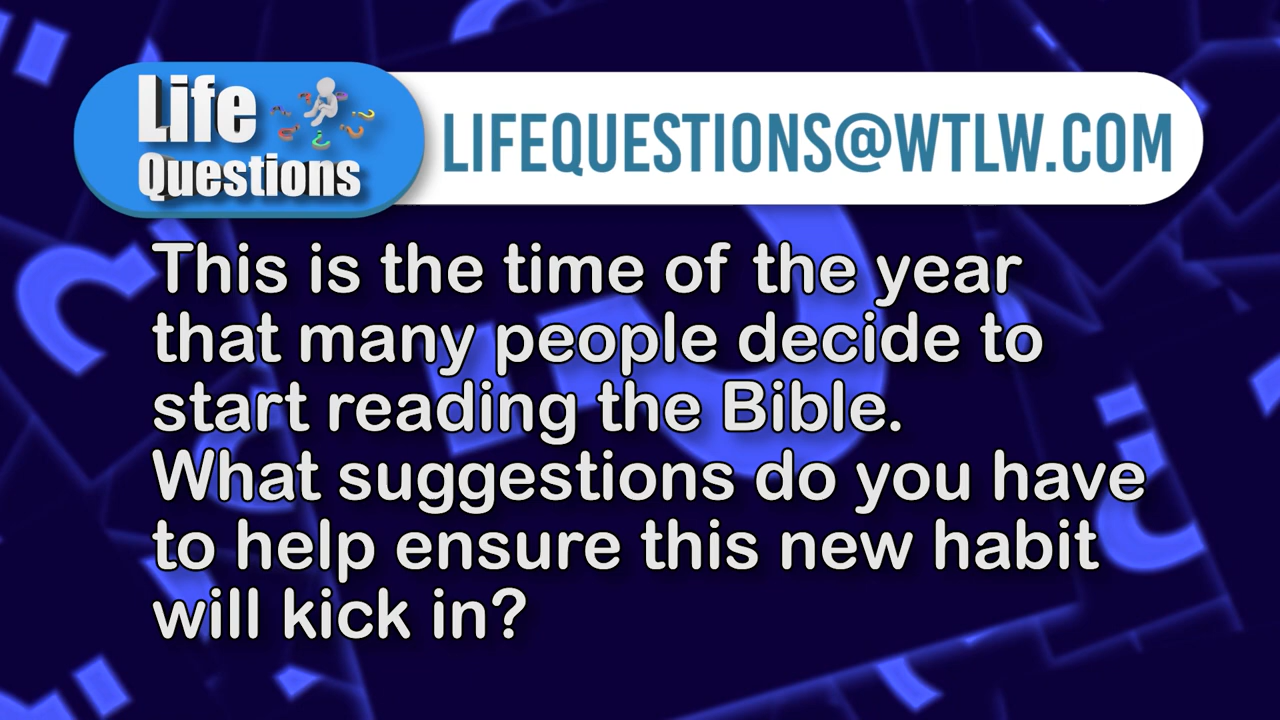 Life
Questions
LIFEQUESTIONS@WTLW.COM
This is the time of the year
that many people decide to
start reading the Bible.
What suggestions do you have
to help ensure this new habit
will kick in?